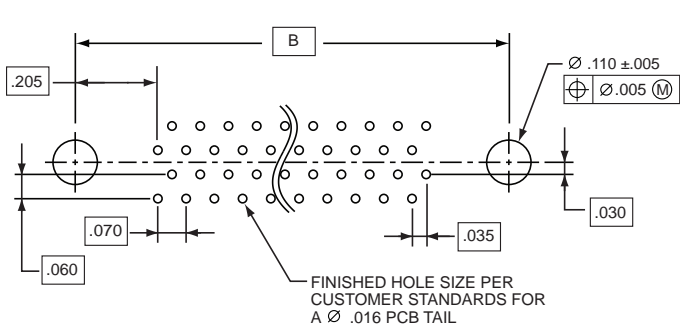 B
Ø .110 ±.005
.205
⌖ Ø.005 Ⓜ
.070
.035
.030
.060
FINISHED HOLE SIZE PER
CUSTOMER STANDARDS FOR
A Ø .016 PCB TAIL